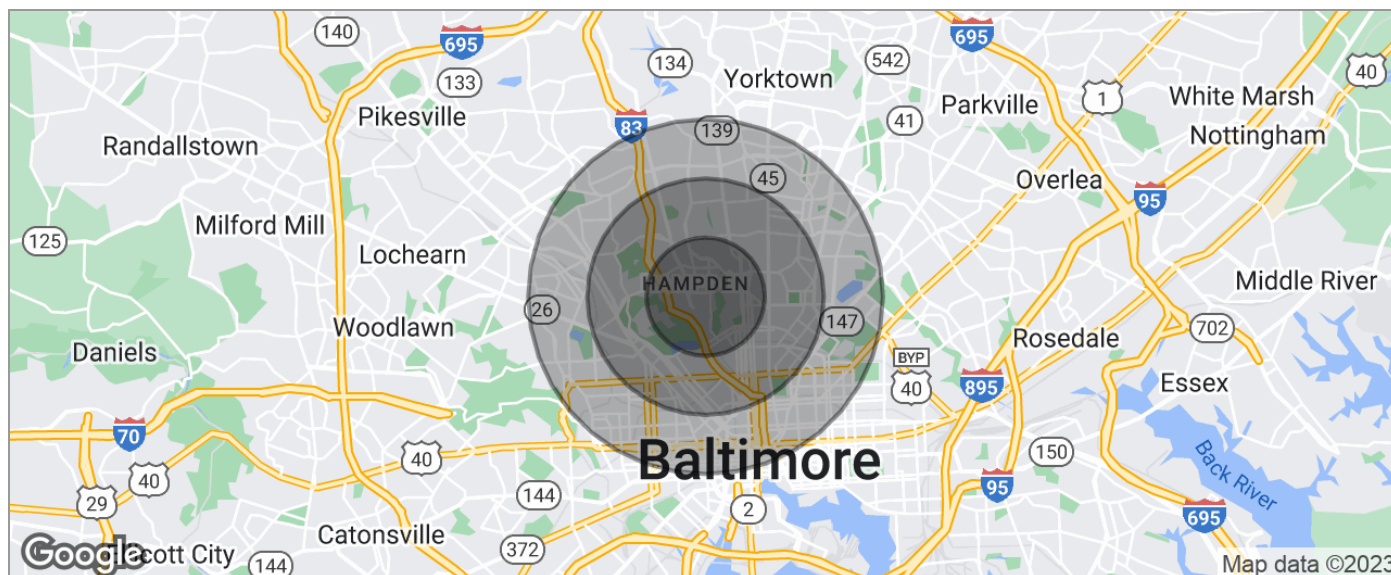 140
695
133
134
Yorktown
542
695
40
1
White Marsh
Parkville
Pikesville
83
139
41
Nottingham
Randallstown
45
Overlea
95
Milford Mill
125
Lochearn
HAMPDEN
Middle River
26
147
Woodlawn
702
Daniels
Rosedale
BYP
40
895
Essex
70
40
Baltimore
40
150
Back River
29
40
144
95
2
695
Catonsville
372
144
Google
City
Map data ©2023